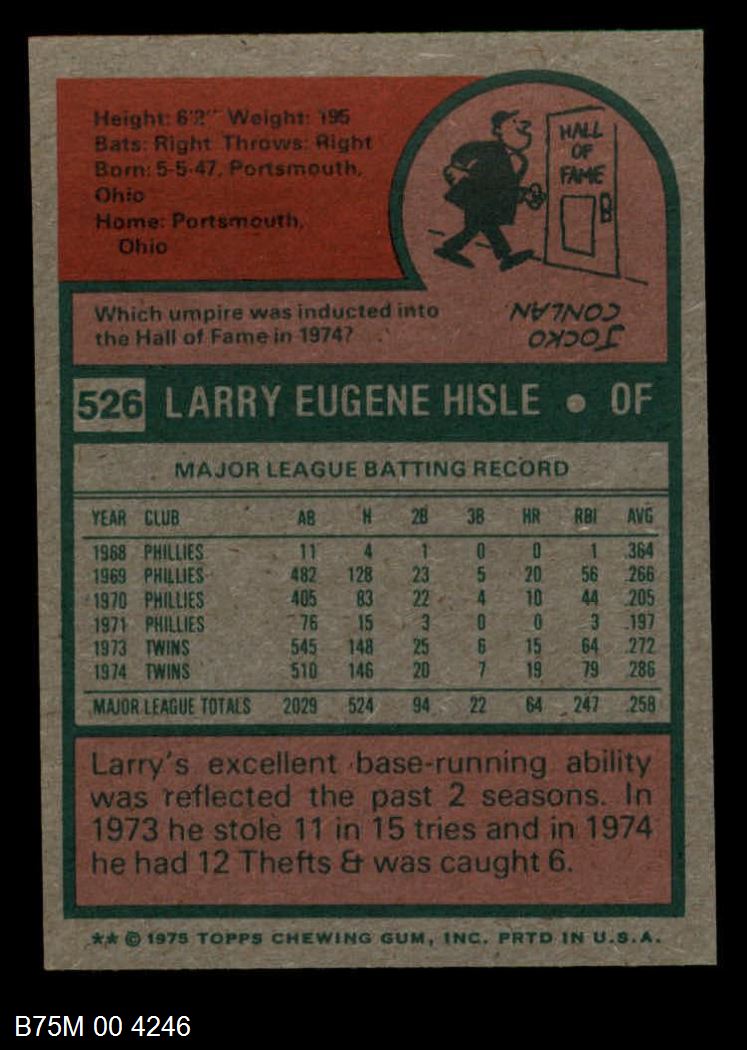 Height: 6'2" Weight: 195
Bats: Right Throws: Right
Born: 5-5-47, Portsmouth,
Ohio
Home: Portsmouth,
Ohio
HALL
OF
FAME
Which umpire was inducted into
the Hall of Fame in 1974?
JOCKO
CONLAN.
526 LARRY EUGENE HISLE • OF
MAJOR LEAGUE BATTING RECORD
YEAR CLUB AB H 2B 3B HR RBI AVG
1968 PHILLIES 11 4 1 0 0 1 .364
1969 PHILLIES 482 128 23 5 20 56 .266
1970 PHILLIES 405 83 22 4 10 44 .205
1971 PHILLIES 76 15 3 0 0 3 .197
1973 TWINS 545 148 25 6 15 64 .272
1974 TWINS 510 146 20 7 19 79 .286
MAJOR LEAGUE TOTALS 2029 524 94 22 64 247 .258
Larry's excellent base-running ability
was reflected the past 2 seasons. In
1973 he stole 11 in 15 tries and in 1974
he had 12 Thefts & was caught 6.
** © 1975 TOPPS CHEWING GUM, INC. PRTD IN U.S.A.
B75M 00 4246